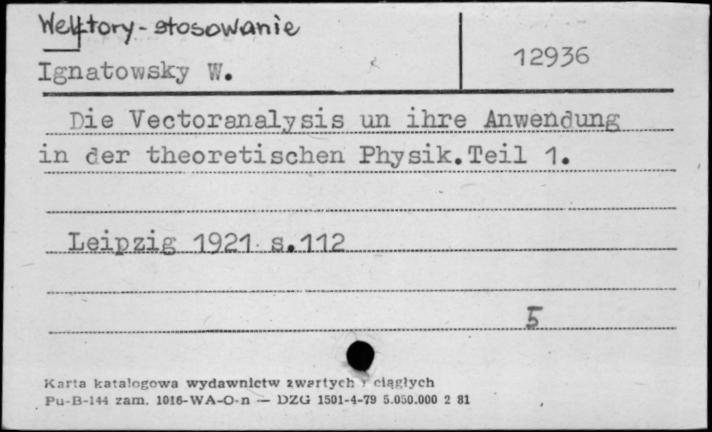 Wektory - stosowanie
Ignatowsky W.
12936
Die Vectoranalysis un ihre Anwendung
in der theoretischen Physik.Teil 1.
Leipzig 1921. s.112
5
Karta katalogowa wydawnictw zwartych i ciągłych
Pu-B-144 zam. 1016-WA-O-n — DZG 1501-4-79 5.050.000 2 81